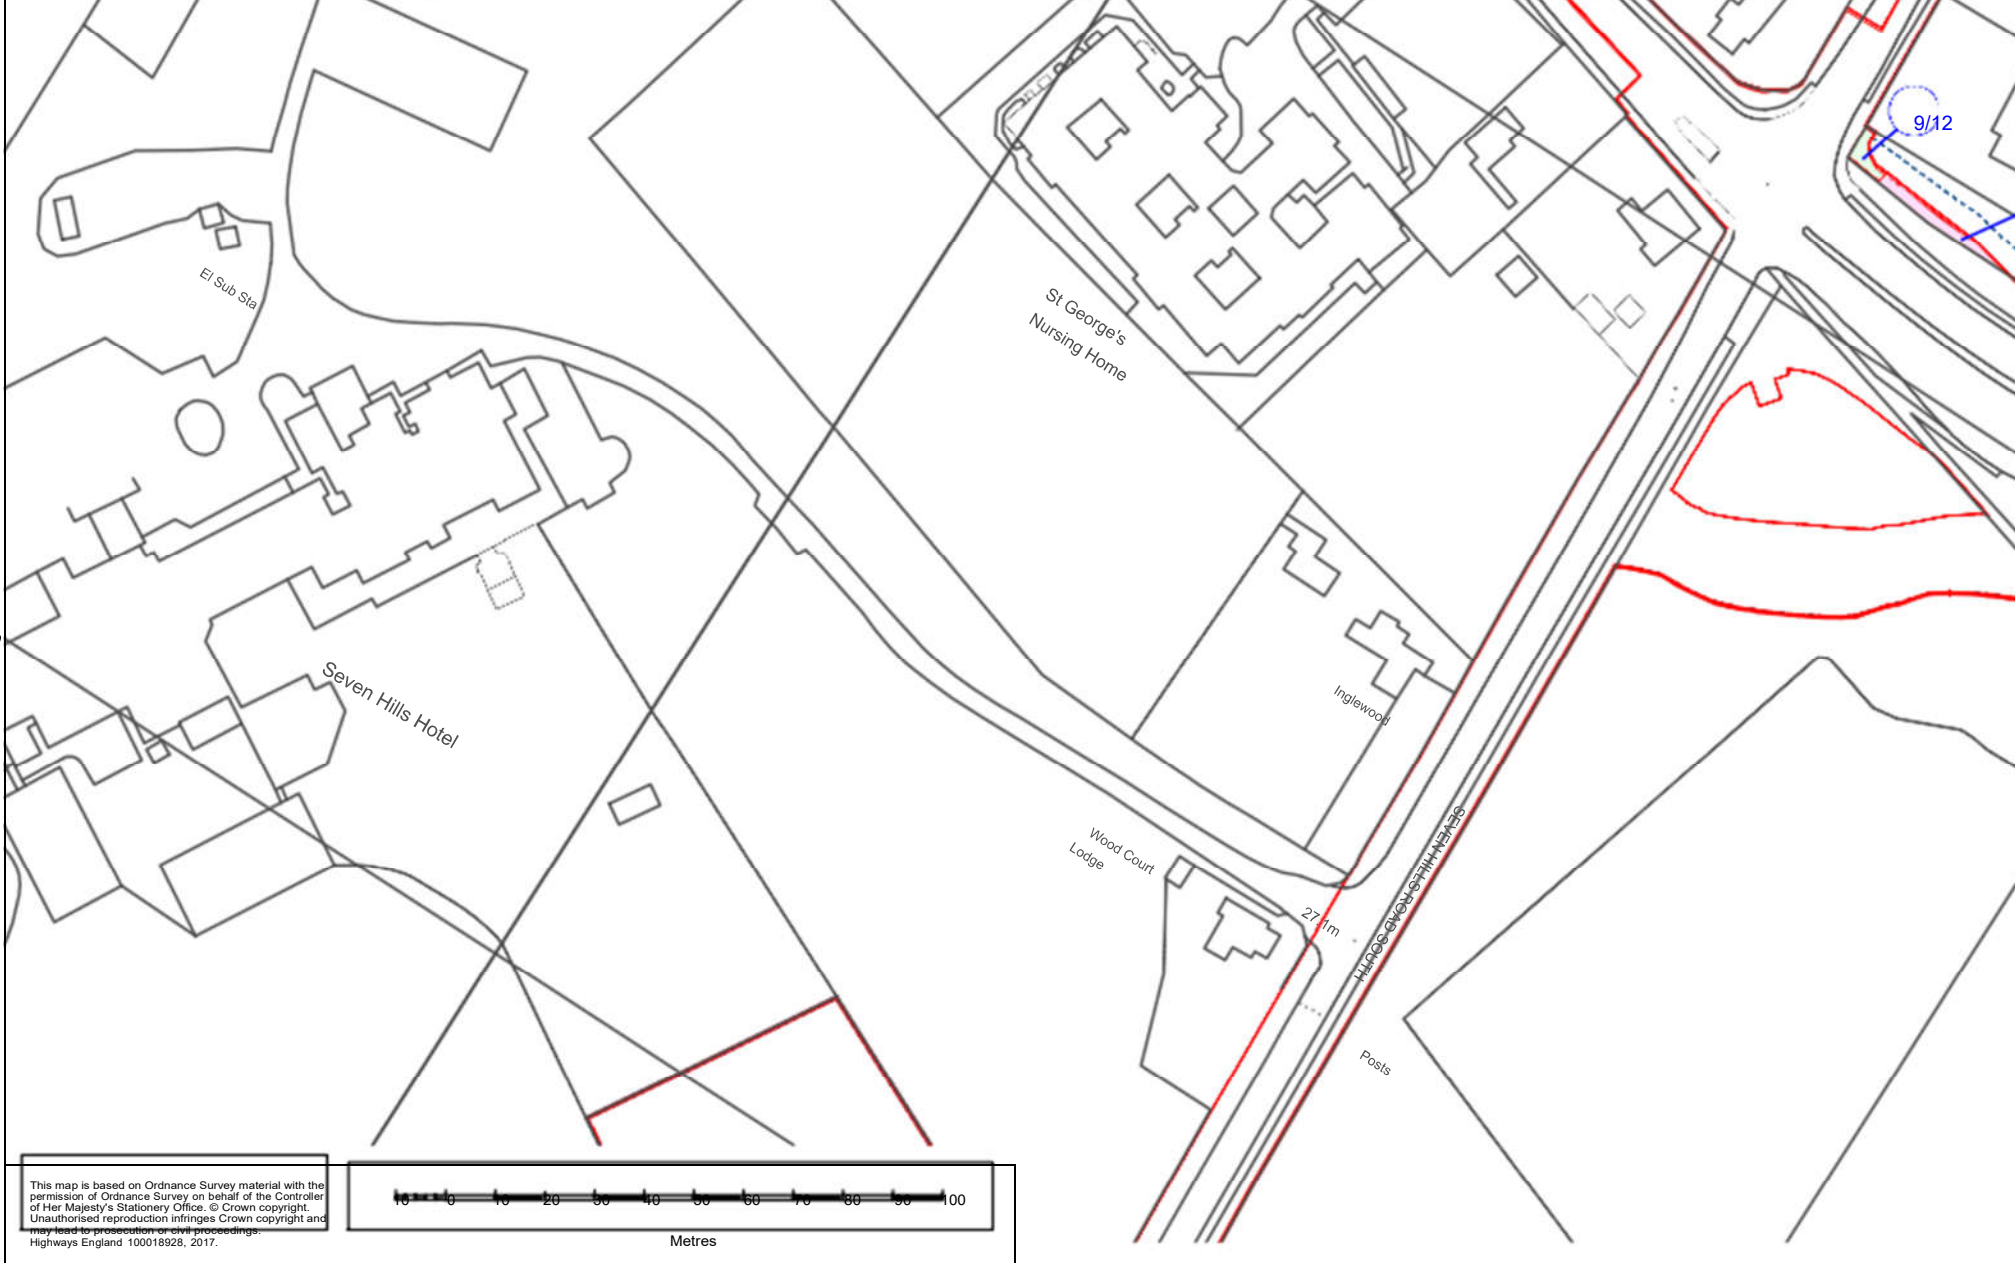 9/12
El Sub Sta
St George's
Nursing Home
Seven Hills Hotel
Inglewood
Wood Court
Lodge
27.1m
SEVEN HILLS ROAD SOUTH
Posts
This map is based on Ordnance Survey material with the
permission of Ordnance Survey on behalf of the Controller
of Her Majesty's Stationery Office. © Crown copyright.
Unauthorised reproduction infringes Crown copyright and
may lead to prosecution or civil proceedings.
Highways England 100018928, 2017.
10 0 10 20 30 40 50 60 70 80 90 100
Metres